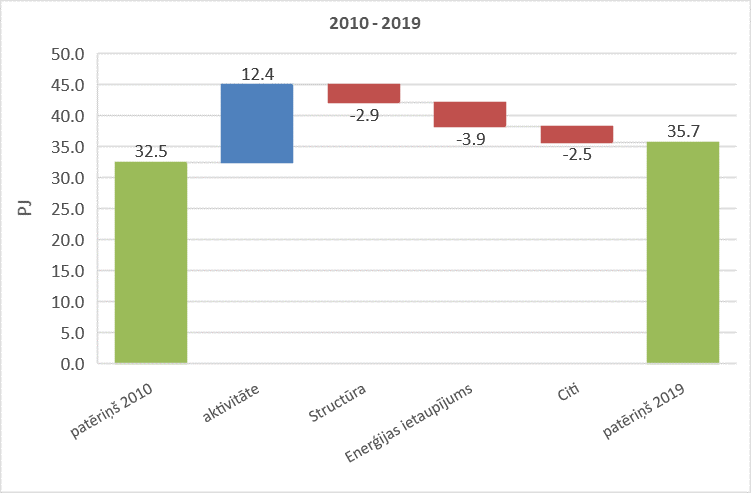 2010 - 2019
50.0
45.0
40.0
35.0
30.0
25.0
20.0
15.0
10.0
5.0
0.0
PJ
32.5
12.4
-2.9
-3.9
-2.5
35.7
patēriņš 2010
aktivitāte
Structūra
Enerģijas ietaupījums
Citi
patēriņš 2019